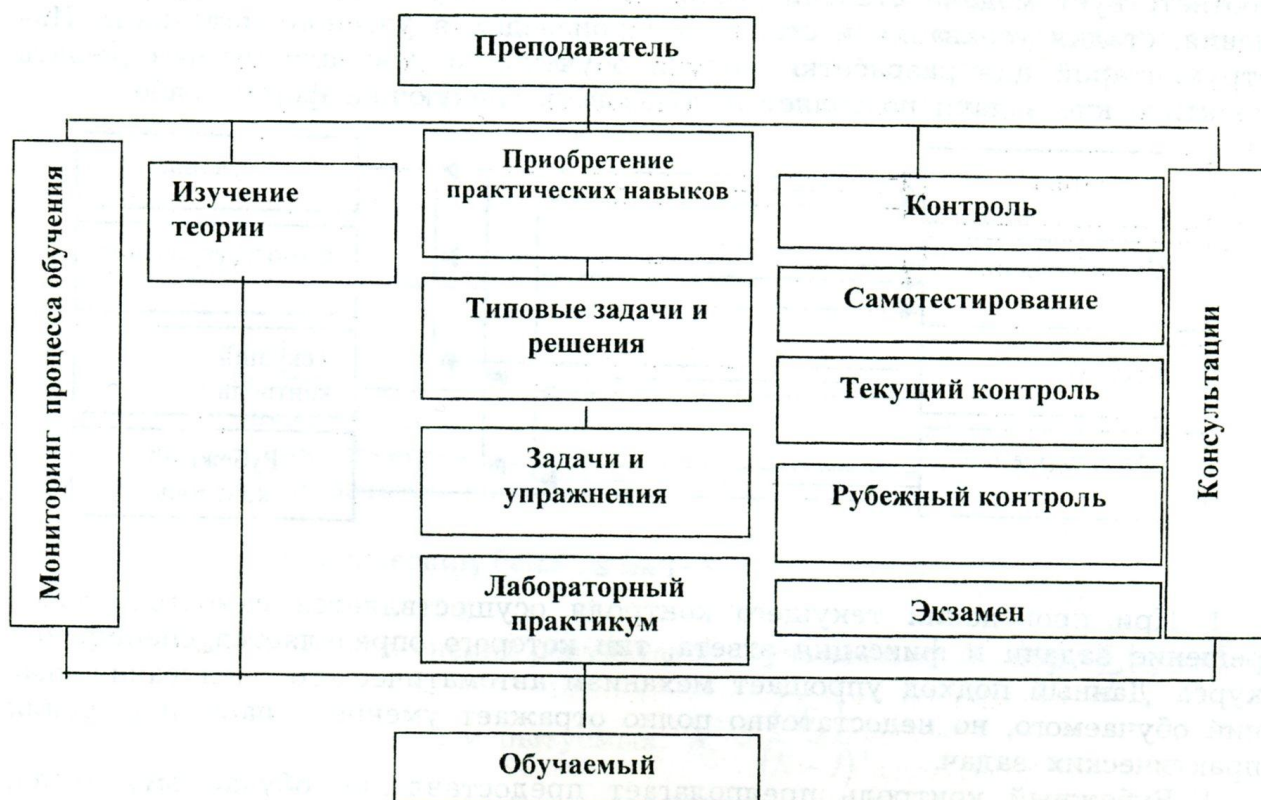 Преподаватель
Мониторинг процесса обучения
Изучение
теории
Приобретение
практических навыков
Типовые задачи и
решения
Задачи и
упражнения
Лабораторный
практикум
Контроль
Самотестирование
Текущий контроль
Рубежный контроль
Экзамен
Консультации
Обучаемый